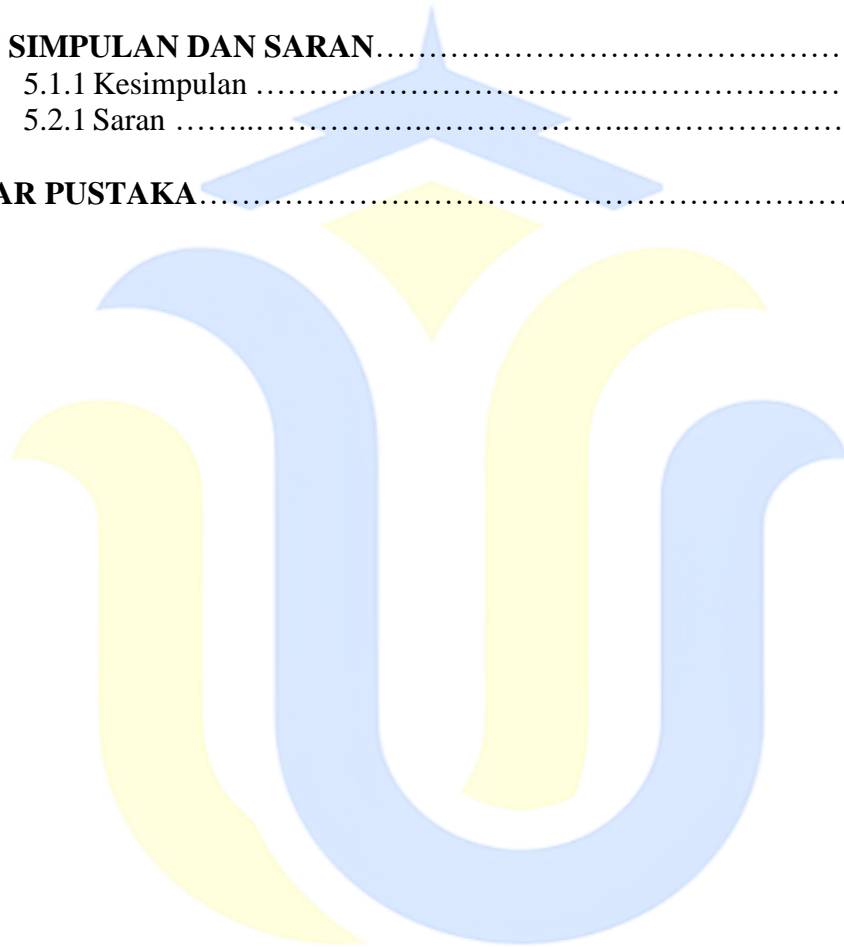 SIMPULAN DAN SARAN……………………………………….……
5.1.1 Kesimpulan ………..……………………..………………
5.2.1 Saran ……..…………….………………..…………………
AR PUSTAKA…………………………………………………………